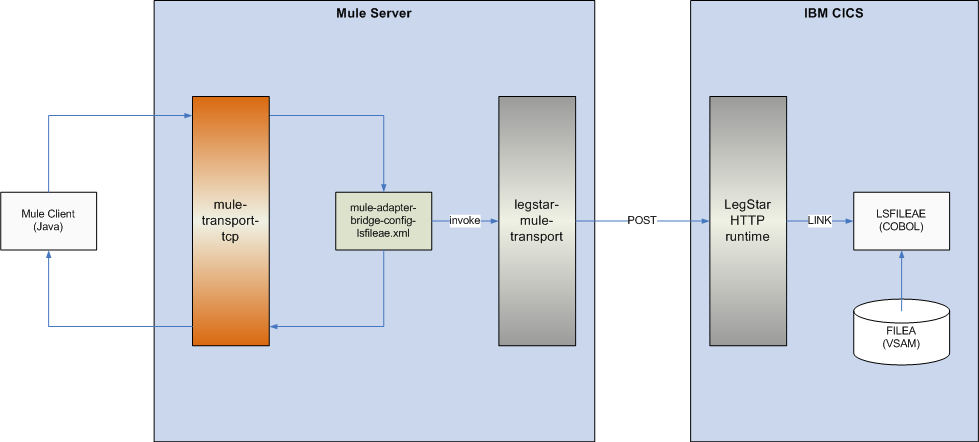 Mule Server
IBM CICS
Mule Client
(Java)
mule-
transport-
tcp
mule-adapter-
bridge-config-
lsfileae.xml
invoke
legstar-
mule-
transport
POST
LegStar
HTTP
runtime
LINK
LSFILEAE
(COBOL)
FILEA
(VSAM)